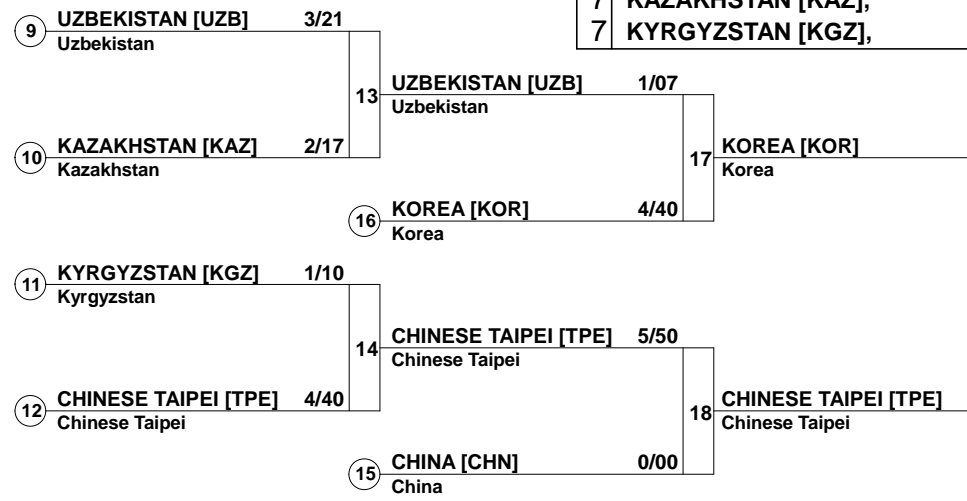 7 KAZAKHSTAN [KAZ],
7 KYRGYZSTAN [KGZ],
9 UZBEKISTAN [UZB] 3/21
Uzbekistan
13 UZBEKISTAN [UZB] 1/07
Uzbekistan
10 KAZAKHSTAN [KAZ] 2/17
Kazakhstan
17 KOREA [KOR]
Korea
16 KOREA [KOR] 4/40
Korea
11 KYRGYZSTAN [KGZ] 1/10
Kyrgyzstan
14 CHINESE TAIPEI [TPE] 5/50
Chinese Taipei
12 CHINESE TAIPEI [TPE] 4/40
Chinese Taipei
18 CHINESE TAIPEI [TPE]
Chinese Taipei
15 CHINA [CHN] 0/00
China